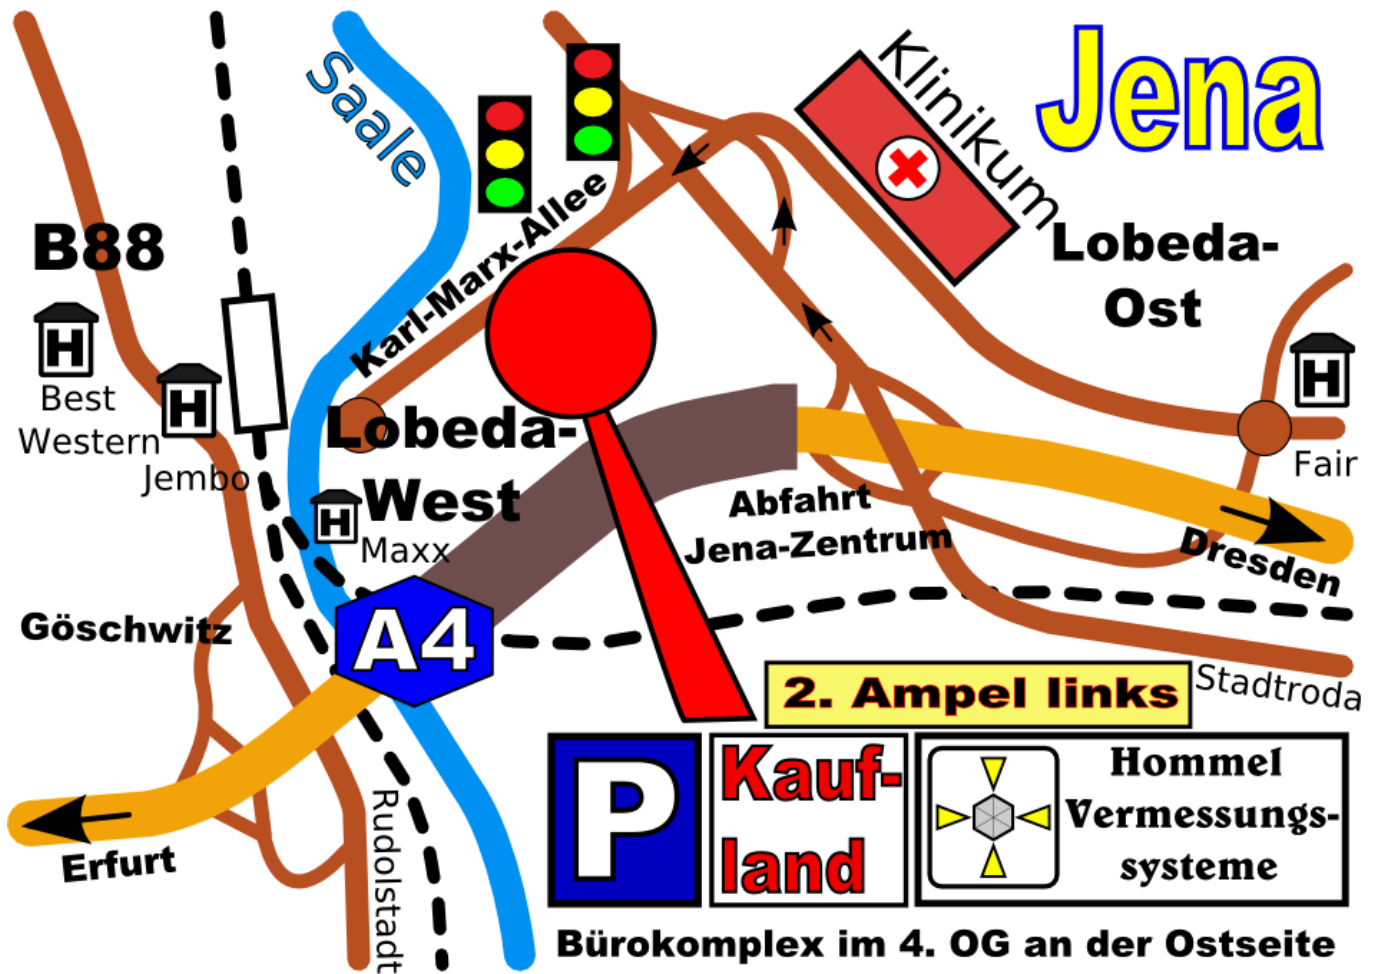 Jena
Saale
Klinikum
B88
Karl-Marx-Allee
Lobeda-
Ost
H
Best
Western
H
Jembo
H
Fair
Lobeda-
West
H
Maxx
Abfahrt
Jena-Zentrum
Dresden
Göschwitz
A4
Stadtroda
2. Ampel links
Erfurt
Rudolstadt
P
Kauf-
land
Hommel
Vermessungs-
systeme
Bürokomplex im 4. OG an der Ostseite